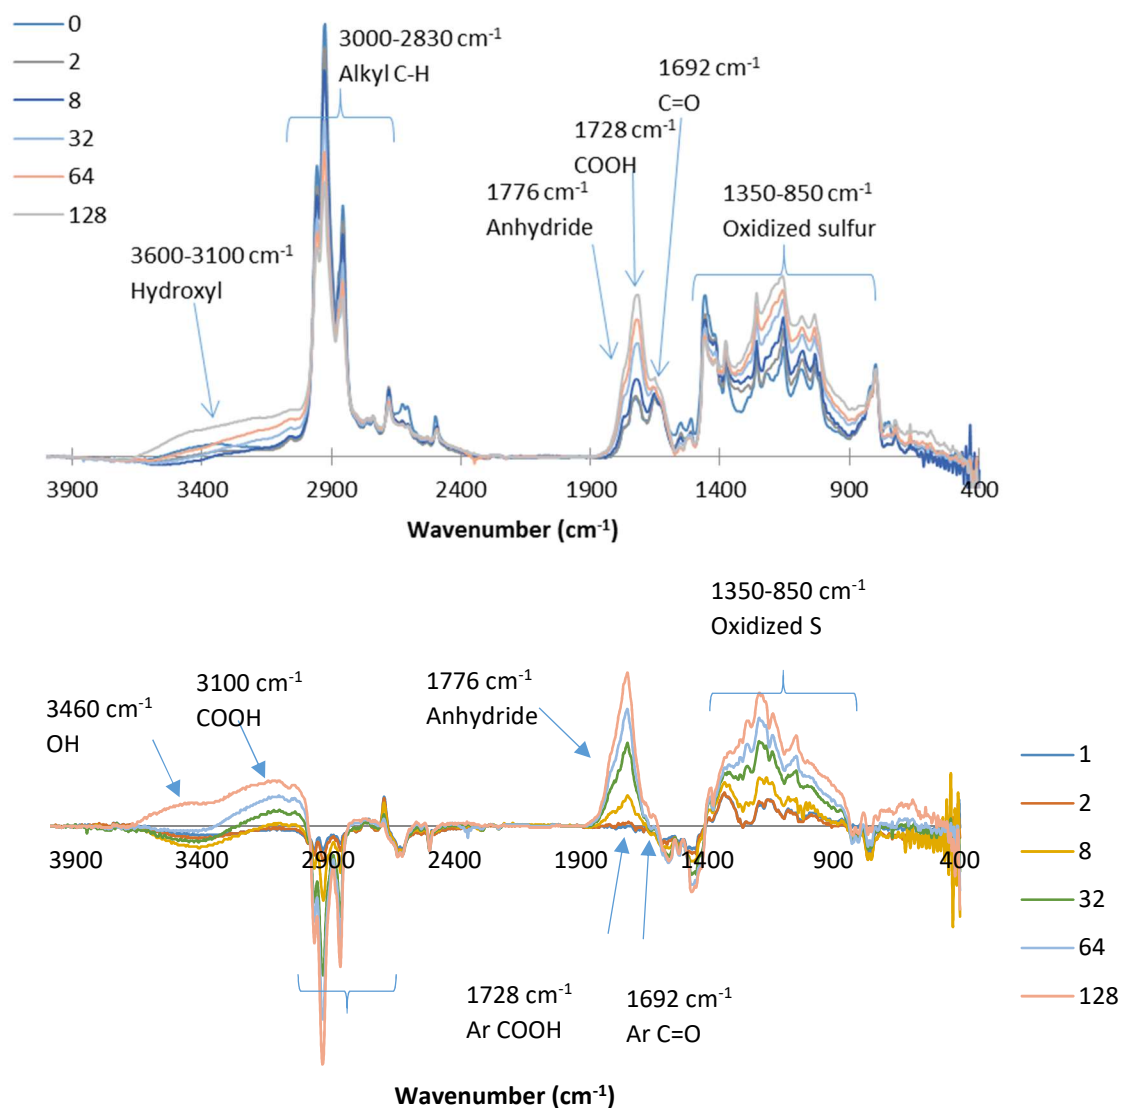 0
2
8
32
64
128
3000-2830 cm⁻¹
Alkyl C-H
1692 cm⁻¹
C=O
1728 cm⁻¹
COOH
1776 cm⁻¹
Anhydride
1350-850 cm⁻¹
Oxidized sulfur
3600-3100 cm⁻¹
Hydroxyl
3900 3400 2900 2400 1900 1400 900 400
Wavenumber (cm⁻¹)
1350-850 cm⁻¹
Oxidized S
3460 cm⁻¹
OH
3100 cm⁻¹
COOH
1776 cm⁻¹
Anhydride
1
2
8
32
64
128
3900 3400 2900 2400 1900 1400 900 400
1728 cm⁻¹
Ar COOH
1692 cm⁻¹
Ar C=O
Wavenumber (cm⁻¹)